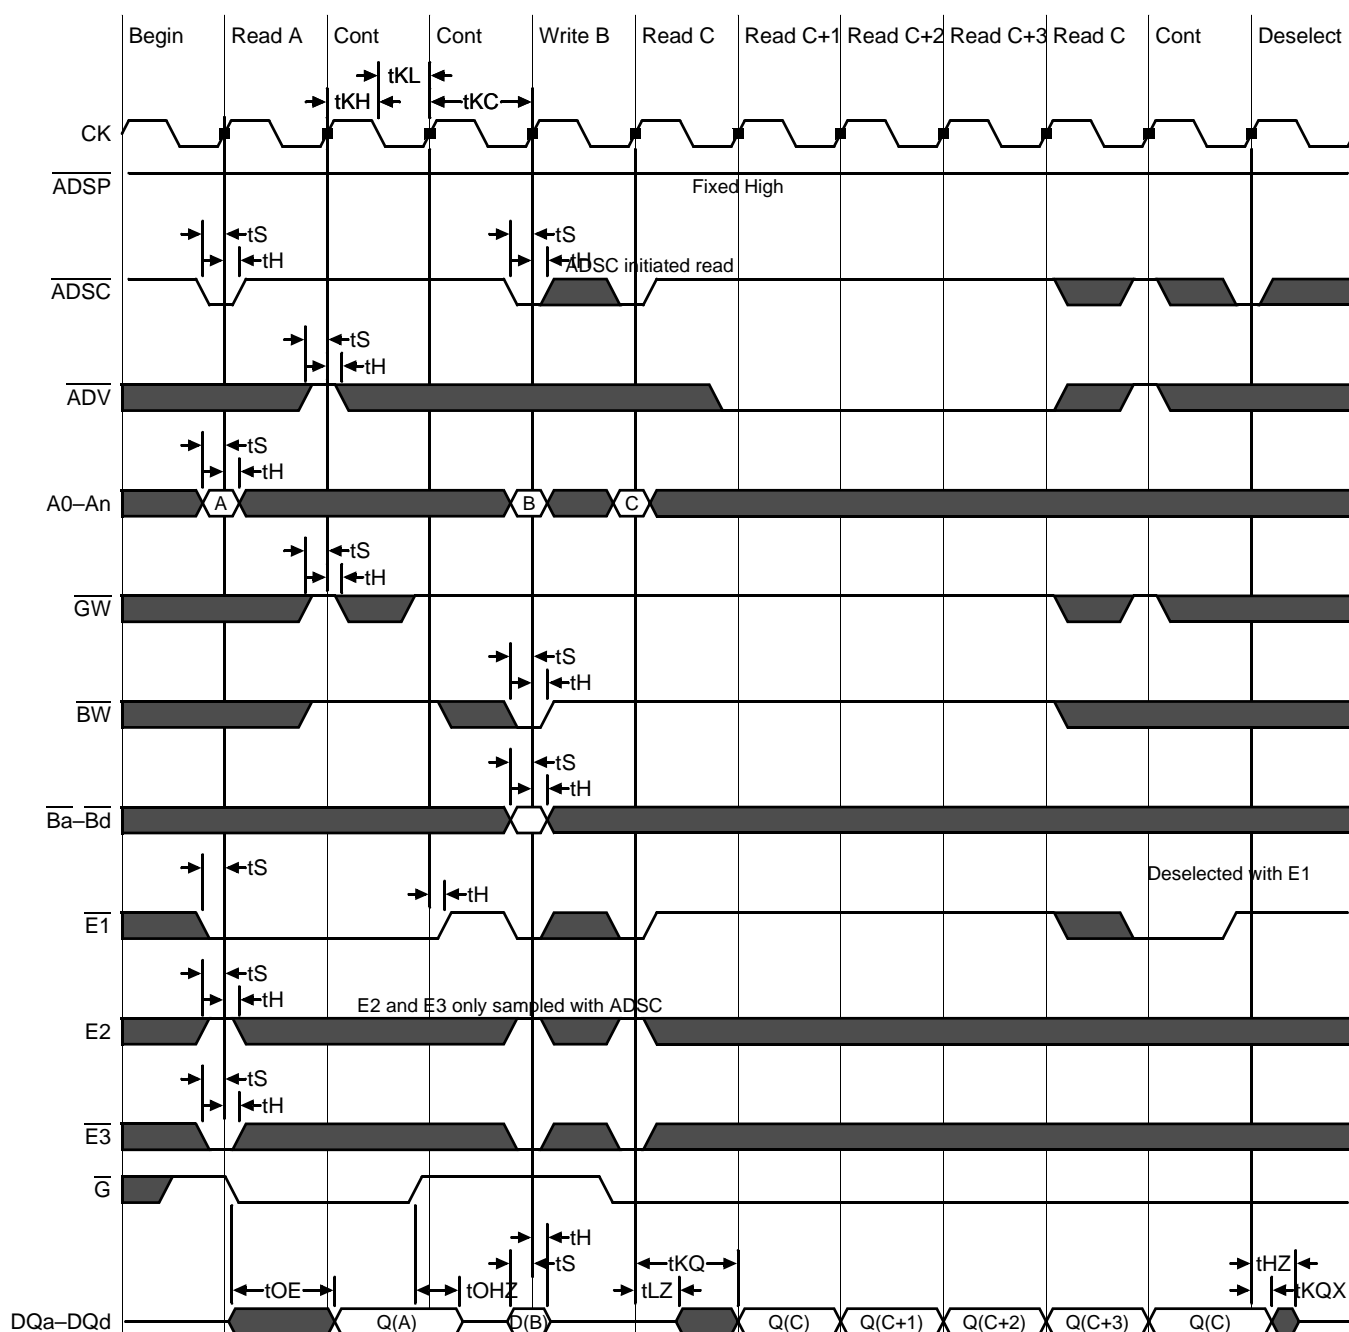 Begin Read A Cont Cont Write B Read C Read C+1 Read C+2 Read C+3 Read C Cont Deselect
tKL
tKH tKC
CK
ADSP Fixed High
tS tS
tH tH
ADSC initiated read
ADSC
tS
tH
ADV
tS
tH
A0–An A B C
tS
tH
GW
tS
tH
BW
tS
tH
Ba–Bd
tS
Deselected with E1
tH
E1
tS
tH
E2 and E3 only sampled with ADSC
E2
tS
tH
E3
G
tH
tS tKQ tHZ
tOE tOHZ tLZ tKQX
DQa–DQd Q(A) D(B) Q(C) Q(C+1) Q(C+2) Q(C+3) Q(C)